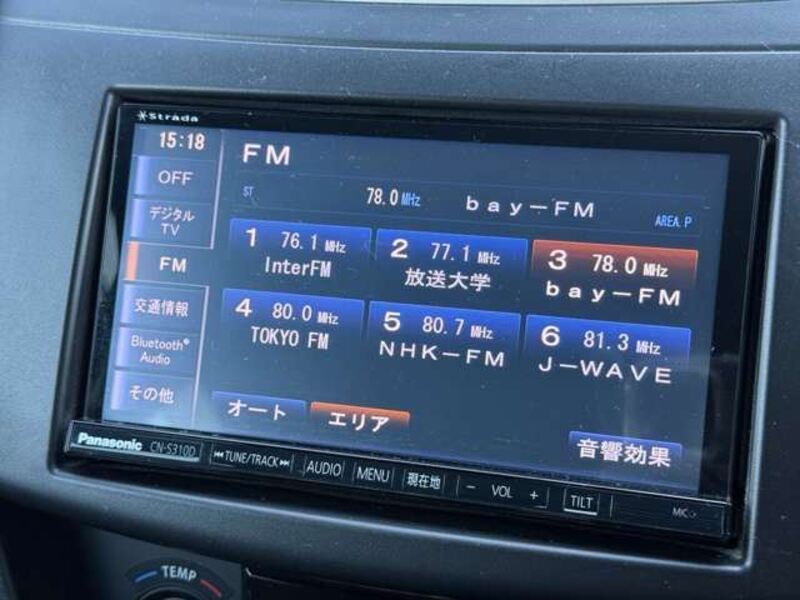 Strada
15:18
FM
OFF
ST 78.0 MHz bay-FM AREA.P
デジタル
TV
1 76.1 MHz
InterFM
2 77.1 MHz
放送大学
3 78.0 MHz
bay-FM
FM
交通情報
4 80.0 MHz
TOKYO FM
5 80.7 MHz
NHK-FM
6 81.3 MHz
J-WAVE
Bluetooth®
Audio
その他
オート
エリア
音響効果
Panasonic CN-S310D TUNE/TRACK AUDIO MENU 現在地 - VOL + TILT MIC
TEMP